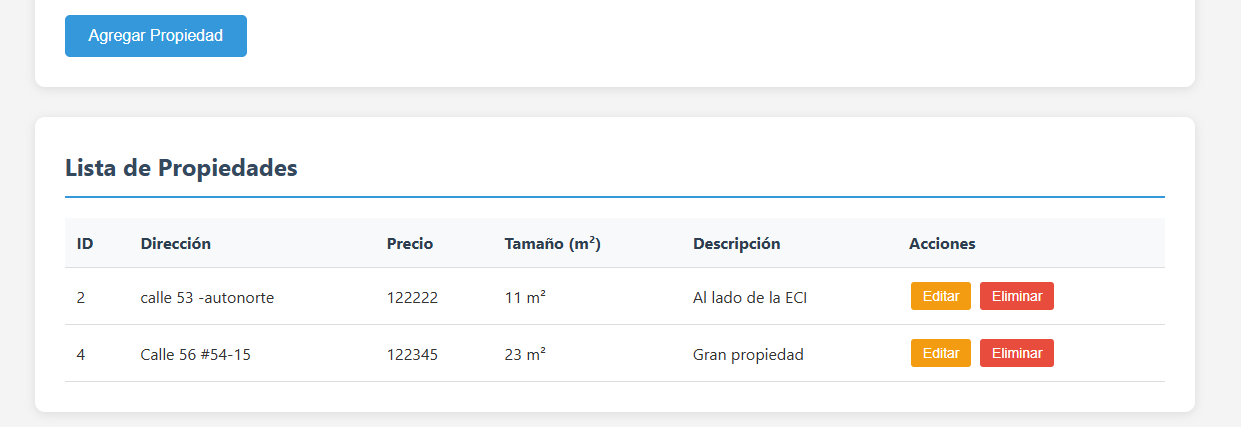 Agregar Propiedad
Lista de Propiedades
ID Dirección Precio Tamaño (m²) Descripción Acciones
2 calle 53 -autonorte 122222 11 m² Al lado de la ECI Editar Eliminar
4 Calle 56 #54-15 122345 23 m² Gran propiedad Editar Eliminar